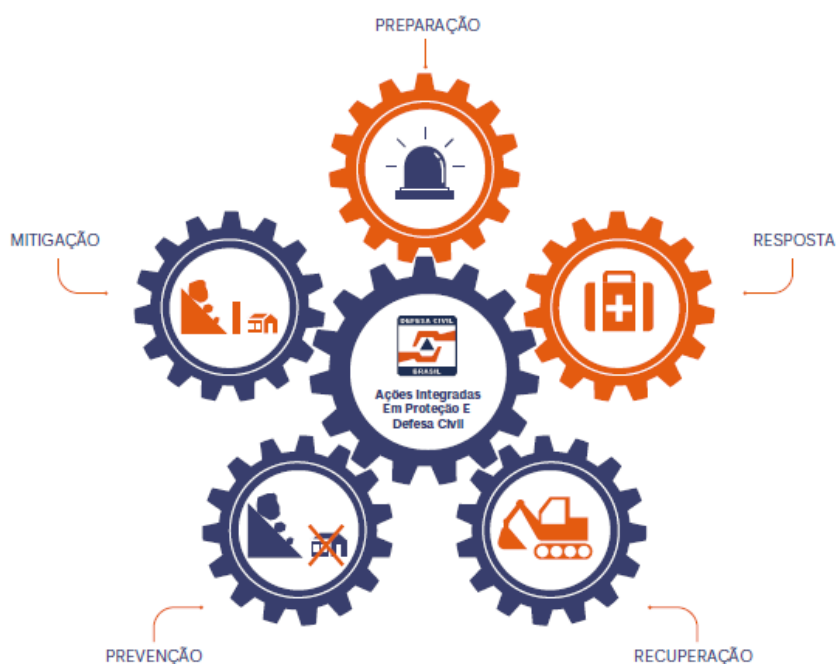 PREPARAÇÃO
MITIGAÇÃO
RESPOSTA
DEFESA CIVIL
BRASIL
Ações Integradas
Em Proteção E
Defesa Civil
PREVENÇÃO
RECUPERAÇÃO